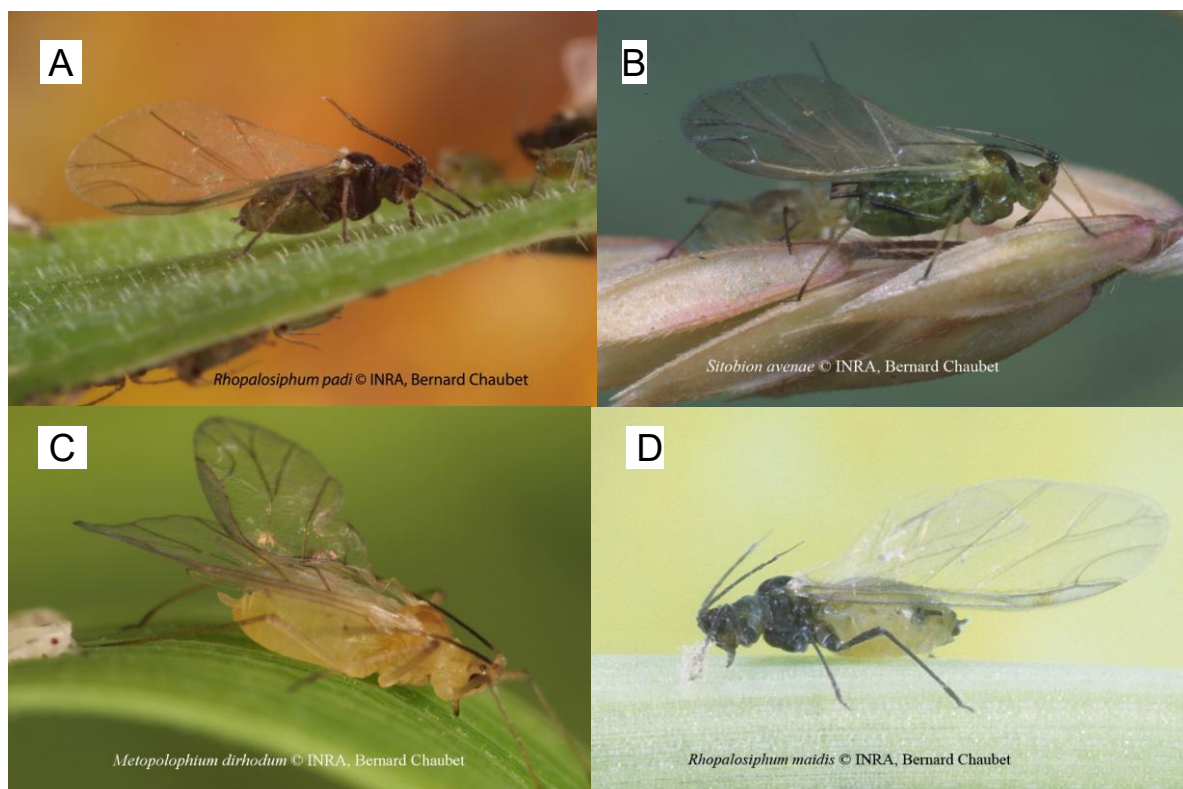 A
B
Rhopalosiphum padi © INRA, Bernard Chaubet
Sitobion avenae © INRA, Bernard Chaubet
C
D
Metopolophium dirhodum © INRA, Bernard Chaubet
Rhopalosiphum maidis © INRA, Bernard Chaubet